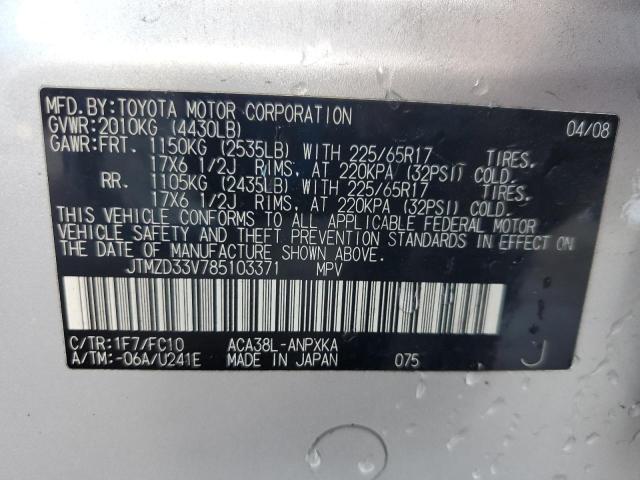 MFD.BY:TOYOTA MOTOR CORPORATION 04/08
GVWR:2010KG (4430LB)
GAWR:FRT. 1150KG (2535LB) WITH 225/65R17 TIRES.
17X6 1/2J RIMS. AT 220KPA (32PSI) COLD.
RR. 1105KG (2435LB) WITH 225/65R17 TIRES.
17X6 1/2J RIMS. AT 220KPA (32PSI) COLD.
THIS VEHICLE CONFORMS TO ALL APPLICABLE FEDERAL MOTOR
VEHICLE SAFETY AND THEFT PREVENTION STANDARDS IN EFFECT ON
THE DATE OF MANUFACTURE SHOWN ABOVE.
JTMZD33V785103371 MPV
C/TR:1F7/FC10 ACA38L-ANPXKA
A/TM:-06A/U241E MADE IN JAPAN 075